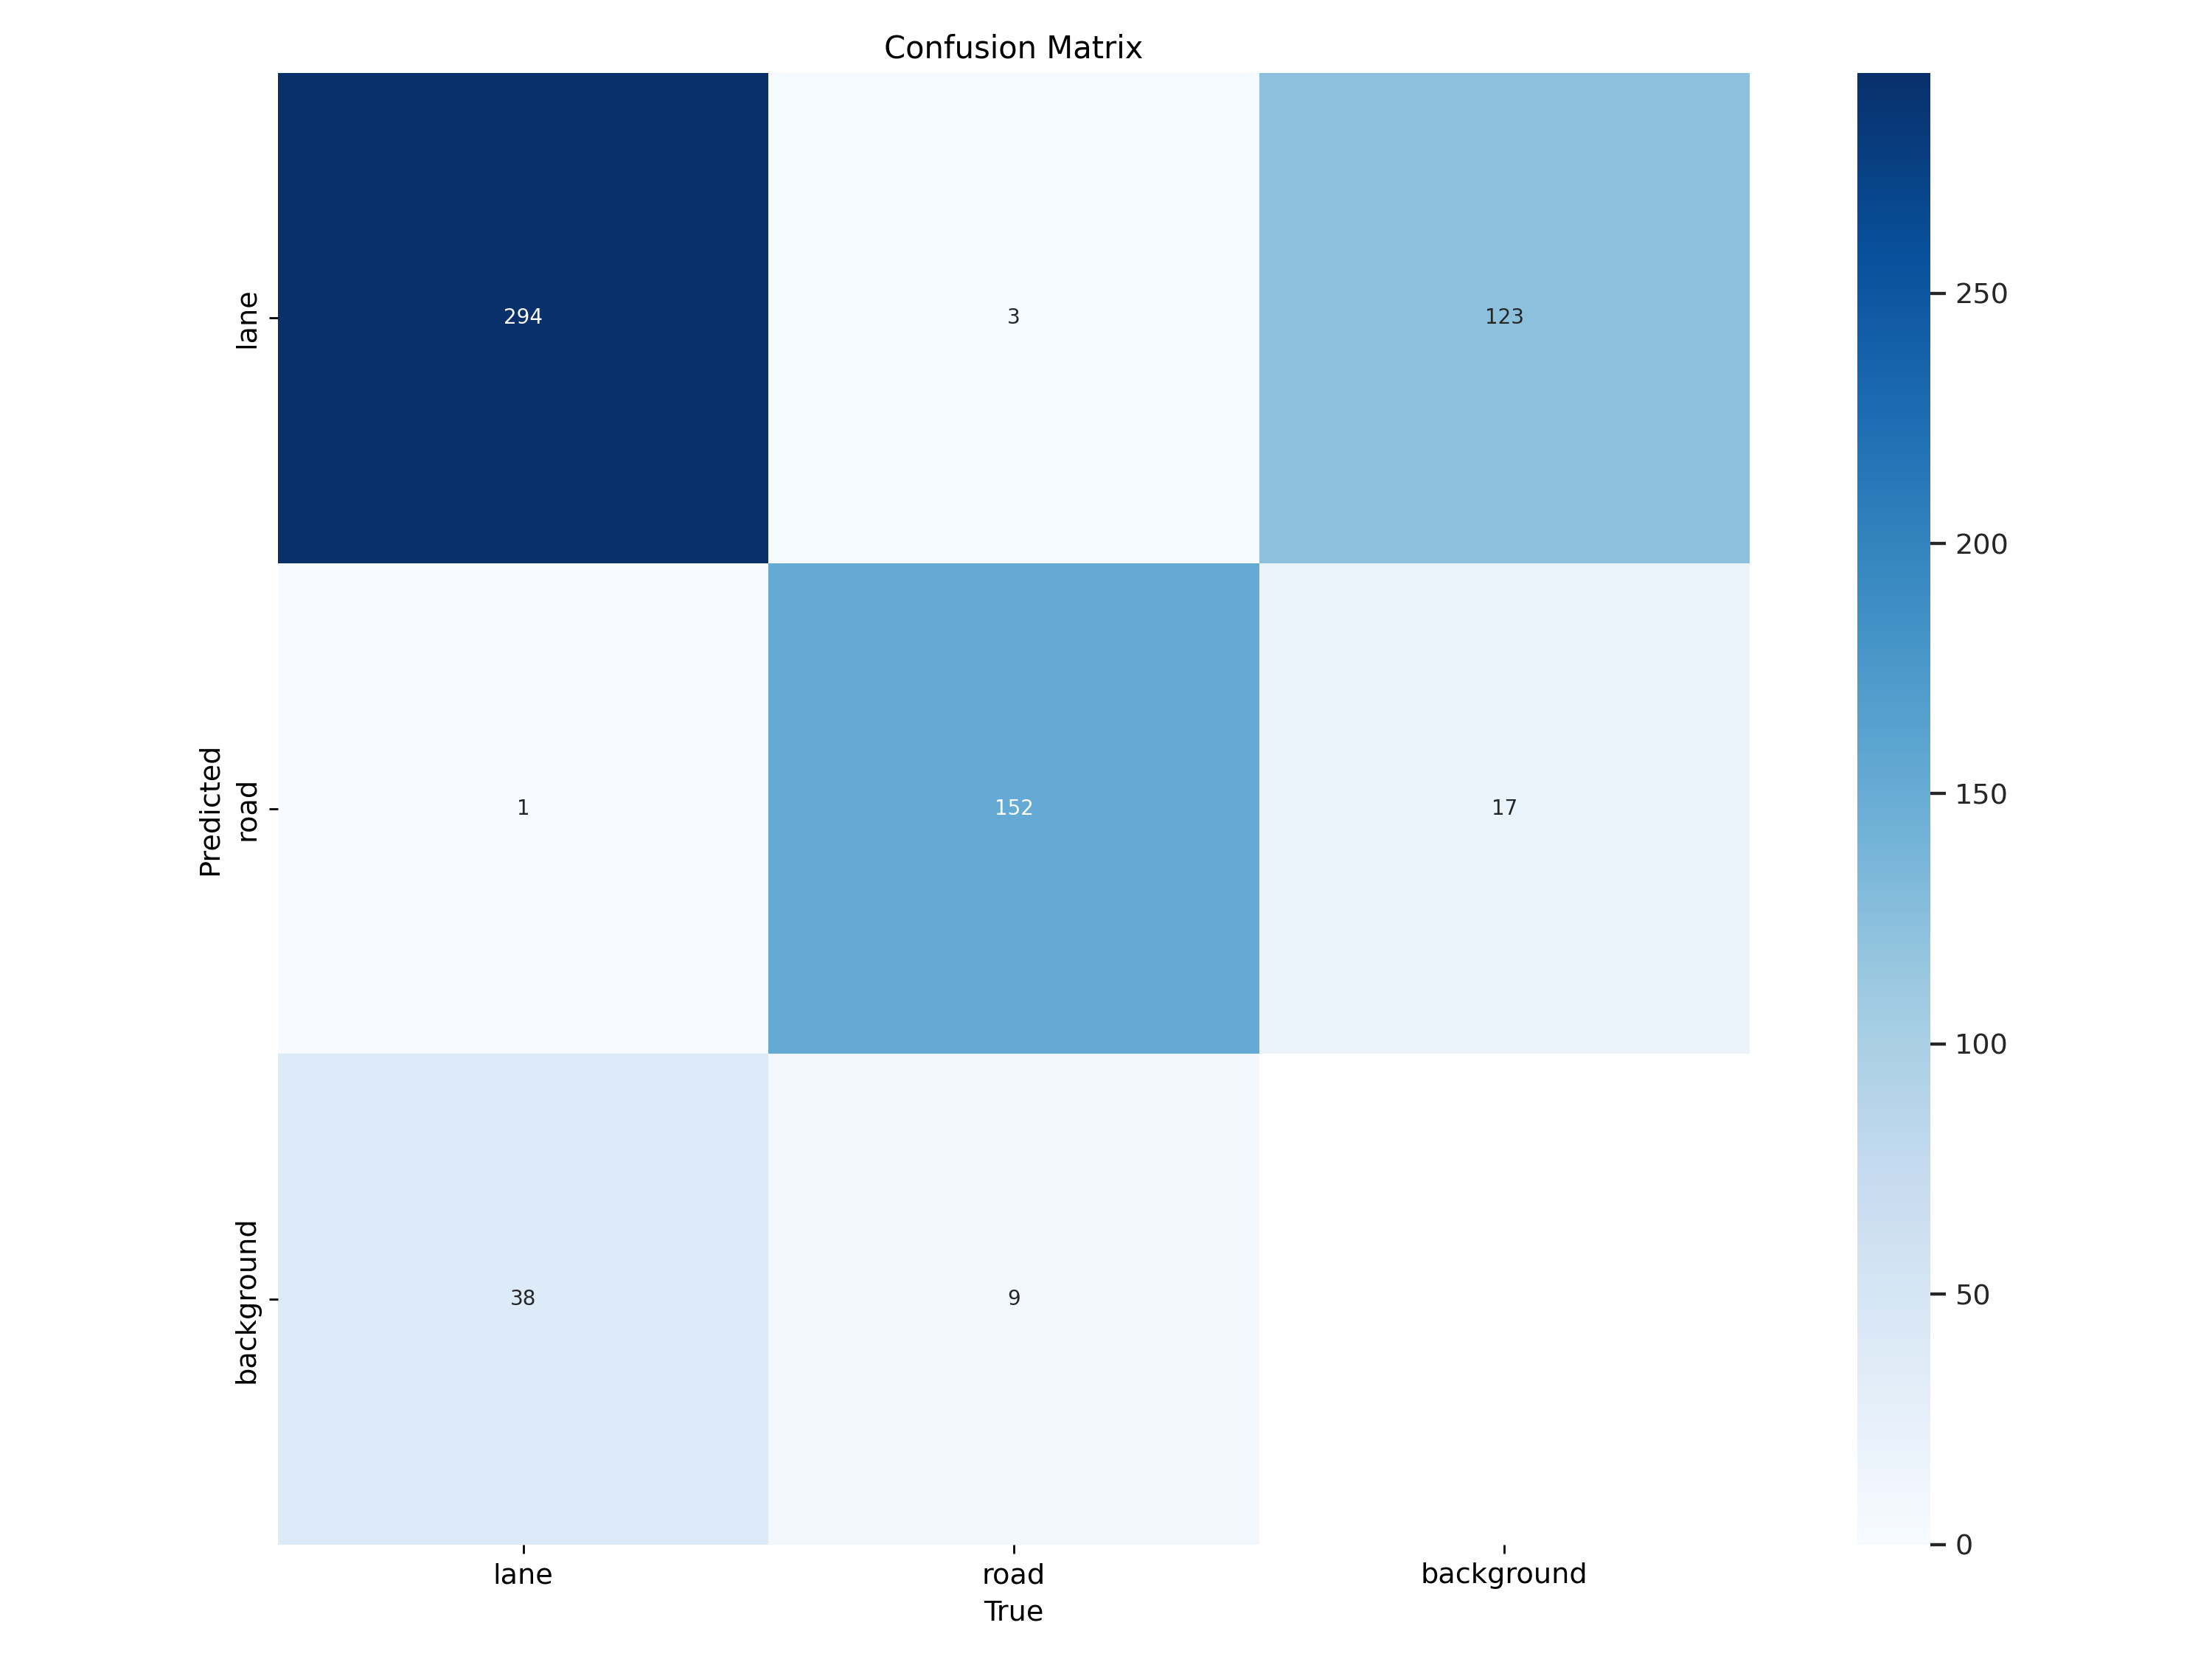 Confusion Matrix
294 3 123
lane
1 152 17
road
Predicted
38 9
background
lane road background
True
250
200
150
100
50
0